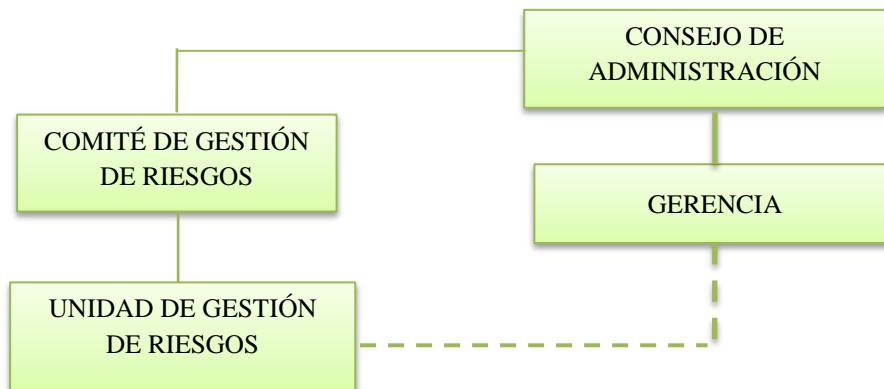 CONSEJO DE
ADMINISTRACIÓN
COMITÉ DE GESTIÓN
DE RIESGOS
GERENCIA
UNIDAD DE GESTIÓN
DE RIESGOS